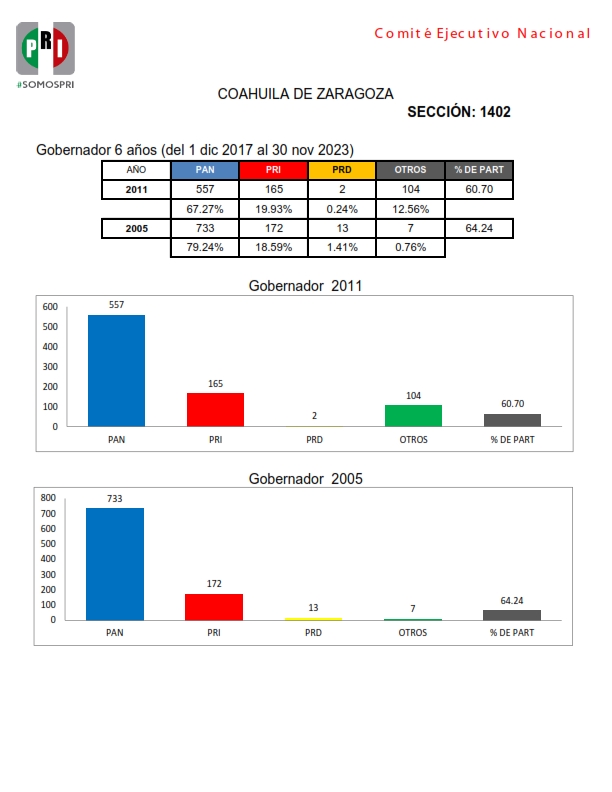 PRI
#SOMOSPRI
Comité Ejecutivo Nacional
COAHUILA DE ZARAGOZA
SECCIÓN: 1402
Gobernador 6 años (del 1 dic 2017 al 30 nov 2023)
AÑO PAN PRI PRD OTROS % DE PART
2011 557 165 2 104 60.70
67.27% 19.93% 0.24% 12.56%
2005 733 172 13 7 64.24
79.24% 18.59% 1.41% 0.76%
Gobernador 2011
600
500
400
300
200
100
0
557
165
2
104
60.70
PAN PRI PRD OTROS % DE PART
Gobernador 2005
800
700
600
500
400
300
200
100
0
733
172
13
7
64.24
PAN PRI PRD OTROS % DE PART